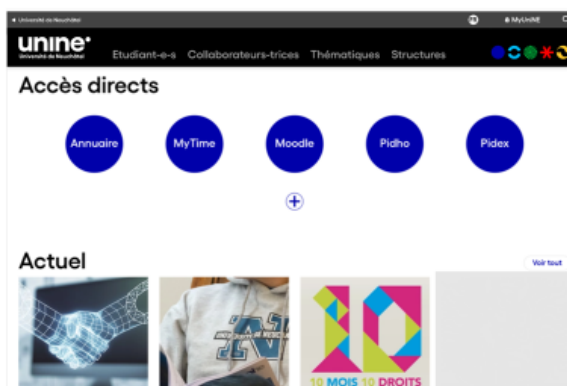 Université de Neuchâtel
MyUniNE
unine
Université de Neuchâtel
Etudiant-e-s Collaborateurs-trices Thématiques Structures
Accès directs
Annuaire MyTime Moodle Pidho Pidex
Actuel
Voir tout
10 MOIS 10 DROITS